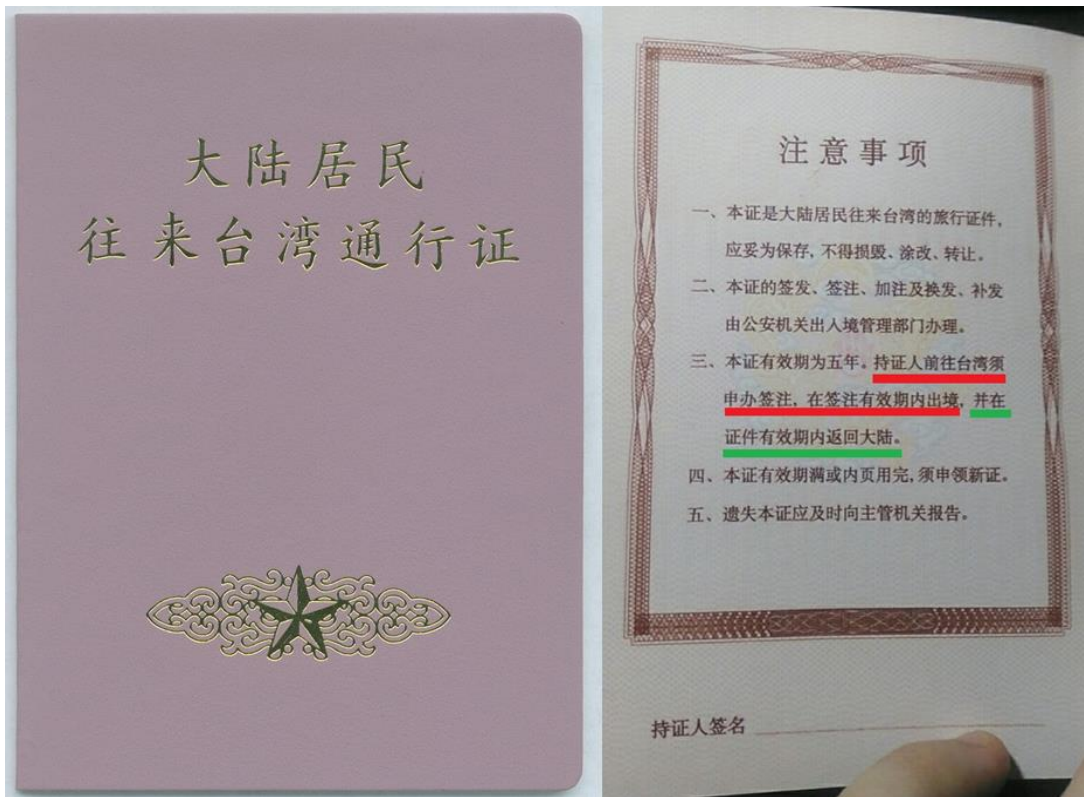 大陆居民
往来台湾通行证
注意事项
一、本证是大陆居民往来台湾的旅行证件，
应妥为保存，不得损毁、涂改、转让。
二、本证的签发、签注、加注及换发、补发
由公安机关出入境管理部门办理。
三、本证有效期为五年。持证人前往台湾须
申办签注，在签注有效期内出境，并在
证件有效期内返回大陆。
四、本证有效期满或内页用完，须申领新证。
五、遗失本证应及时向主管机关报告。
持证人签名